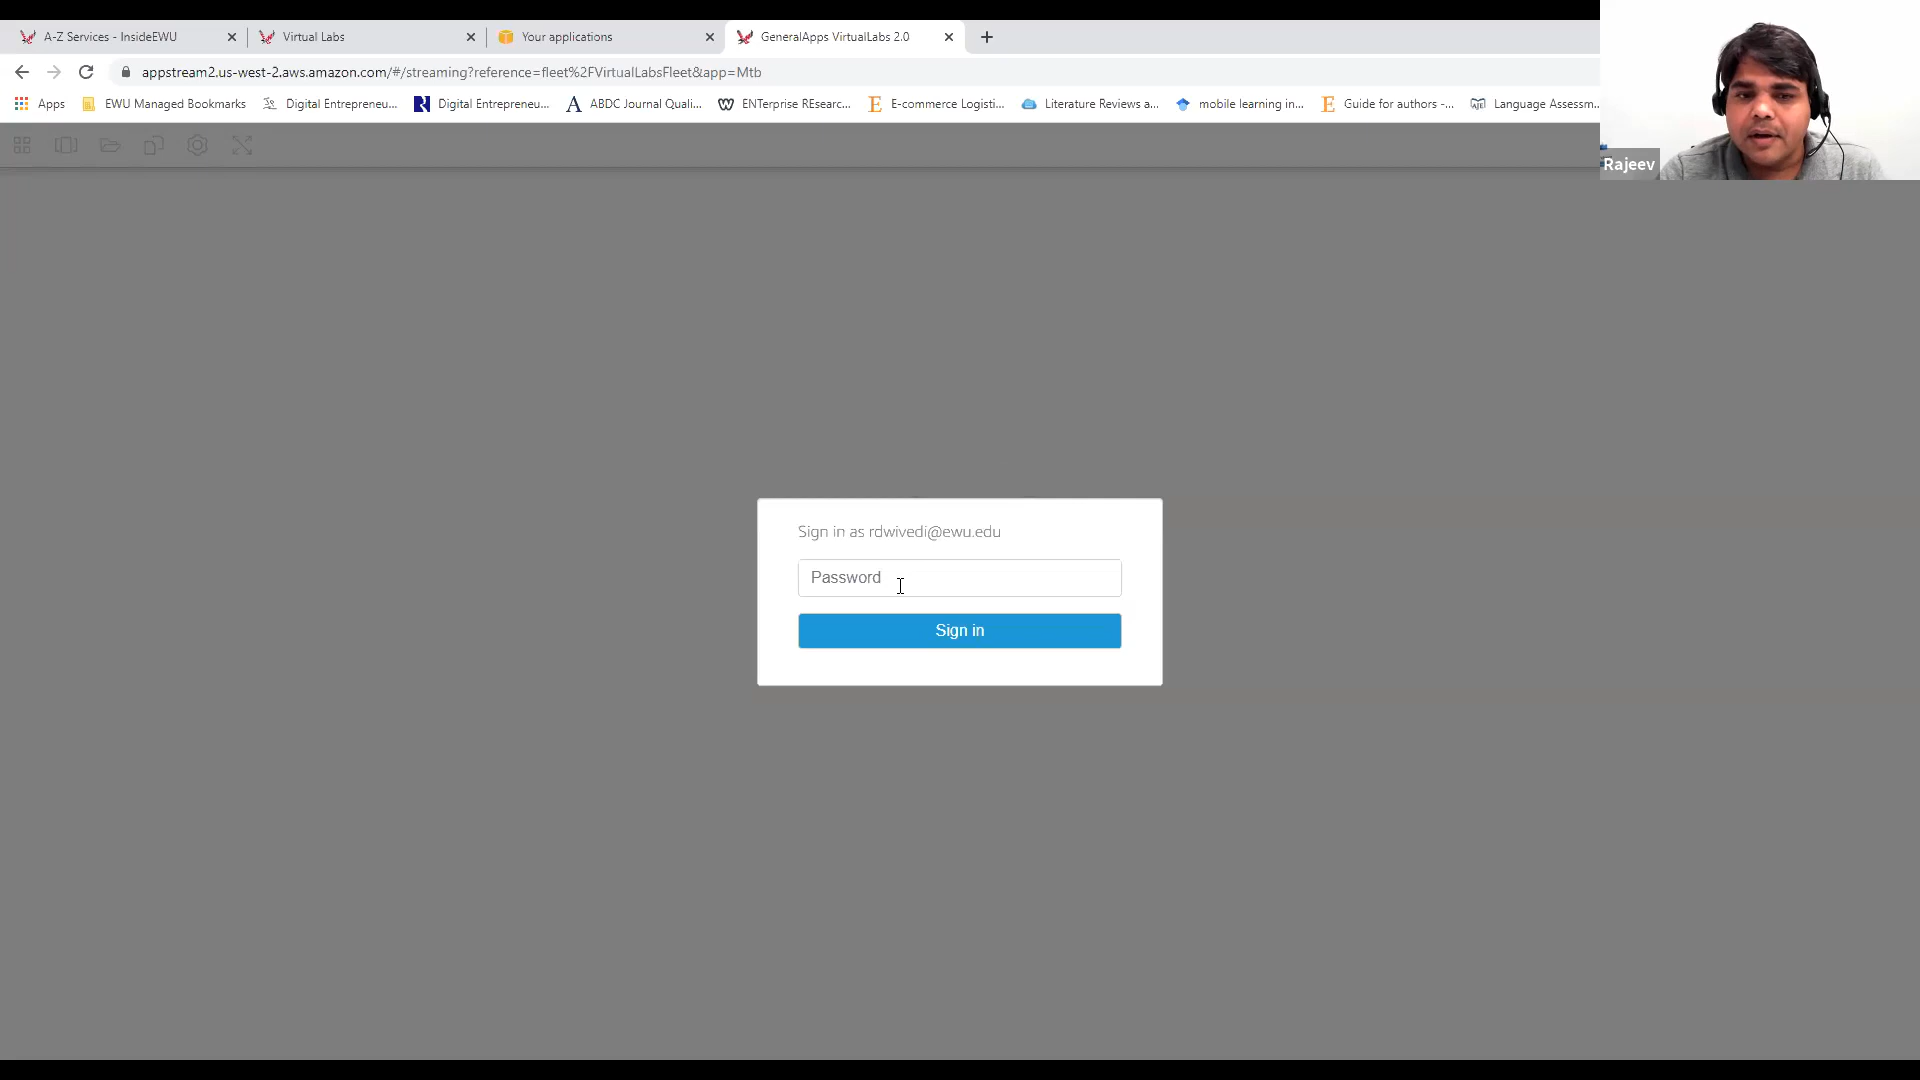 A-Z Services - InsideEWU
Virtual Labs
Your applications
GeneralApps VirtualLabs 2.0
appstream2.us-west-2.aws.amazon.com/#/streaming?reference=fleet%2FVirtualLabsFleet&app=Mtb
Apps
EWU Managed Bookmarks
Digital Entrepreneu...
Digital Entrepreneu...
ABDC Journal Quali...
ENTerprise REsearc...
E-commerce Logisti...
Literature Reviews a...
mobile learning in...
Guide for authors -...
Language Assessm...
Rajeev
Sign in as rdwivedi@ewu.edu
Password
Sign in